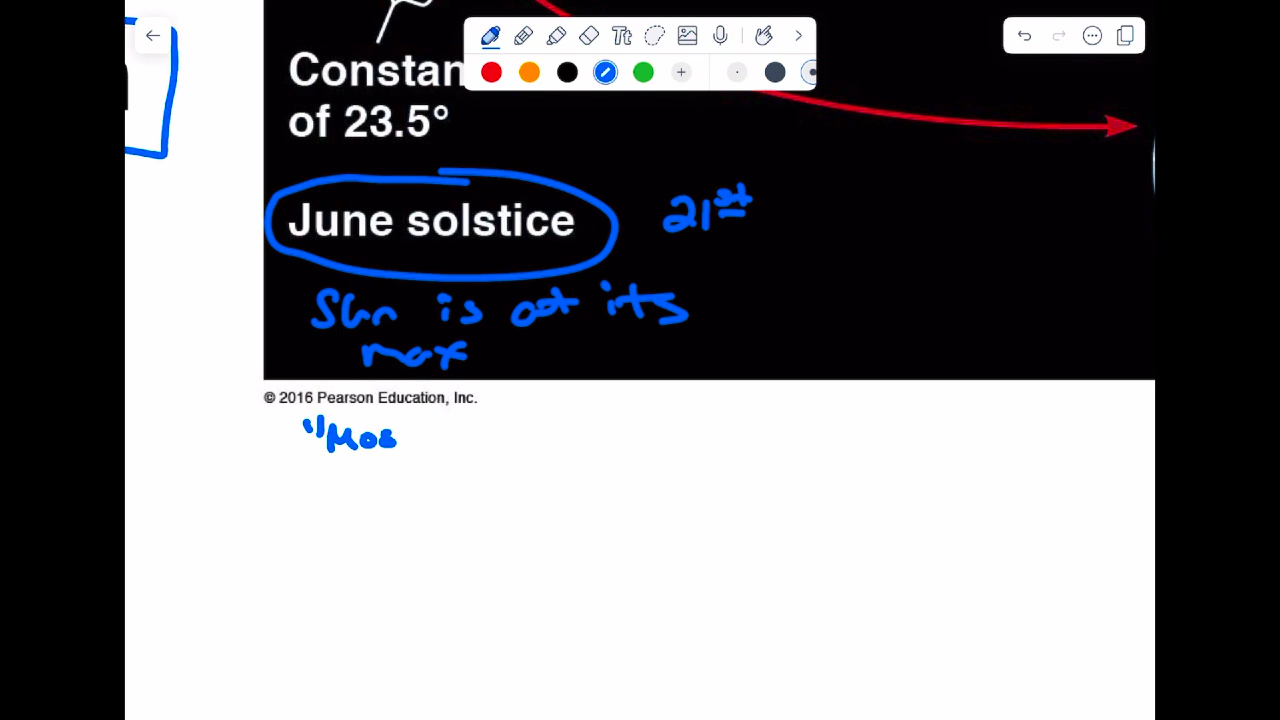 Constan
of 23.5°
June solstice 21st
Sun is at its
max
© 2016 Pearson Education, Inc.
"Mos